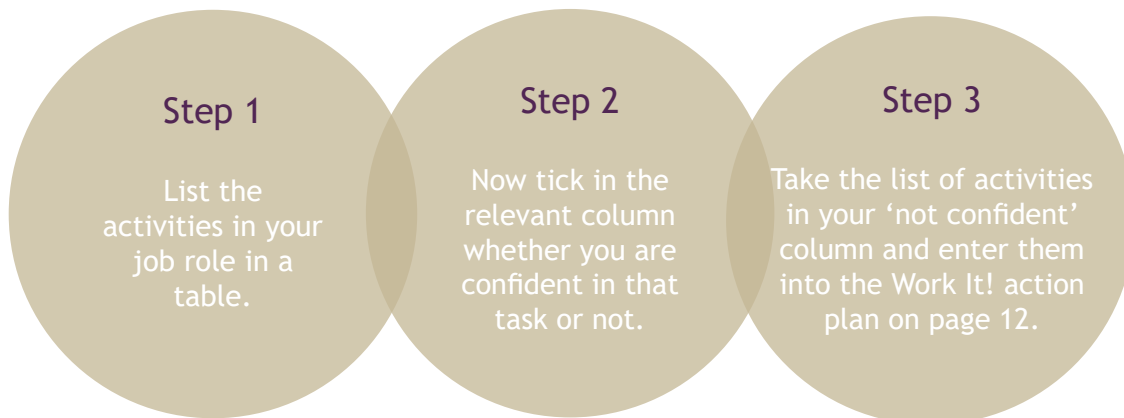 Step 1
List the
activities in your
job role in a
table.
Step 2
Now tick in the
relevant column
whether you are
confident in that
task or not.
Step 3
Take the list of activities
in your ‘not confident’
column and enter them
into the Work It! action
plan on page 12.